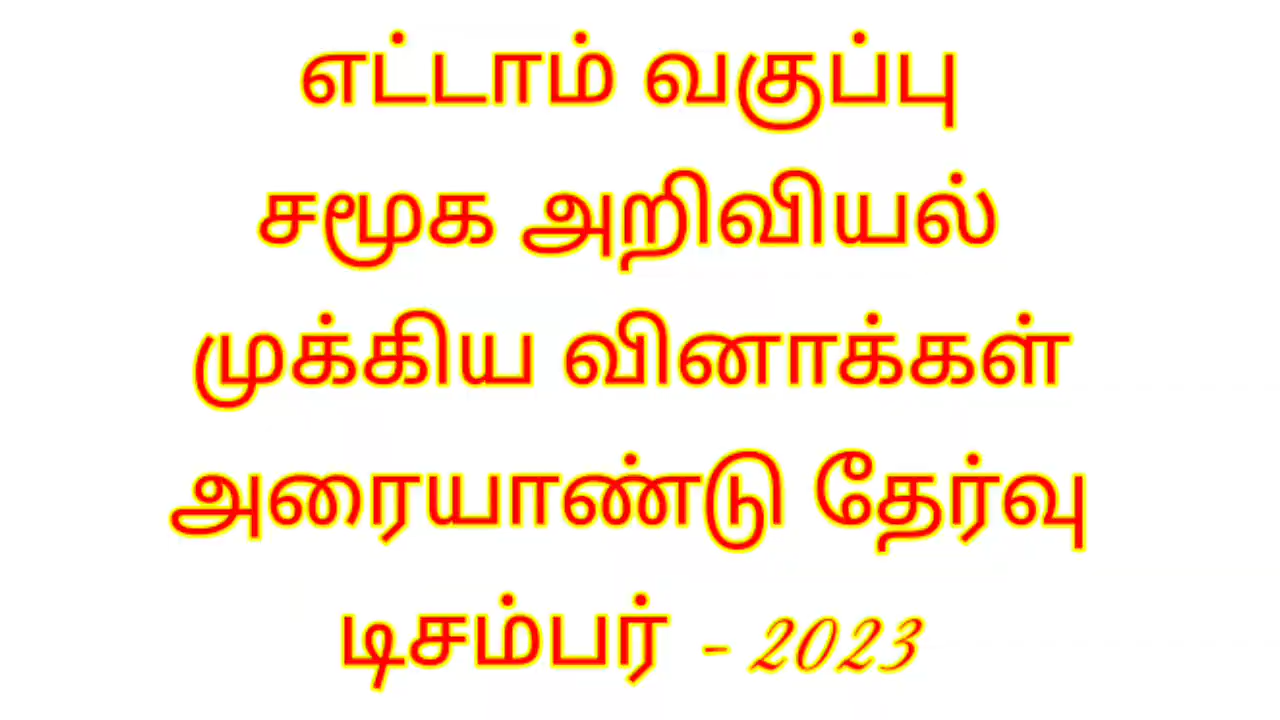 எட்டாம் வகுப்பு
சமூக அறிவியல்
முக்கிய வினாக்கள்
அரையாண்டு தேர்வு
டிசம்பர் - 2023